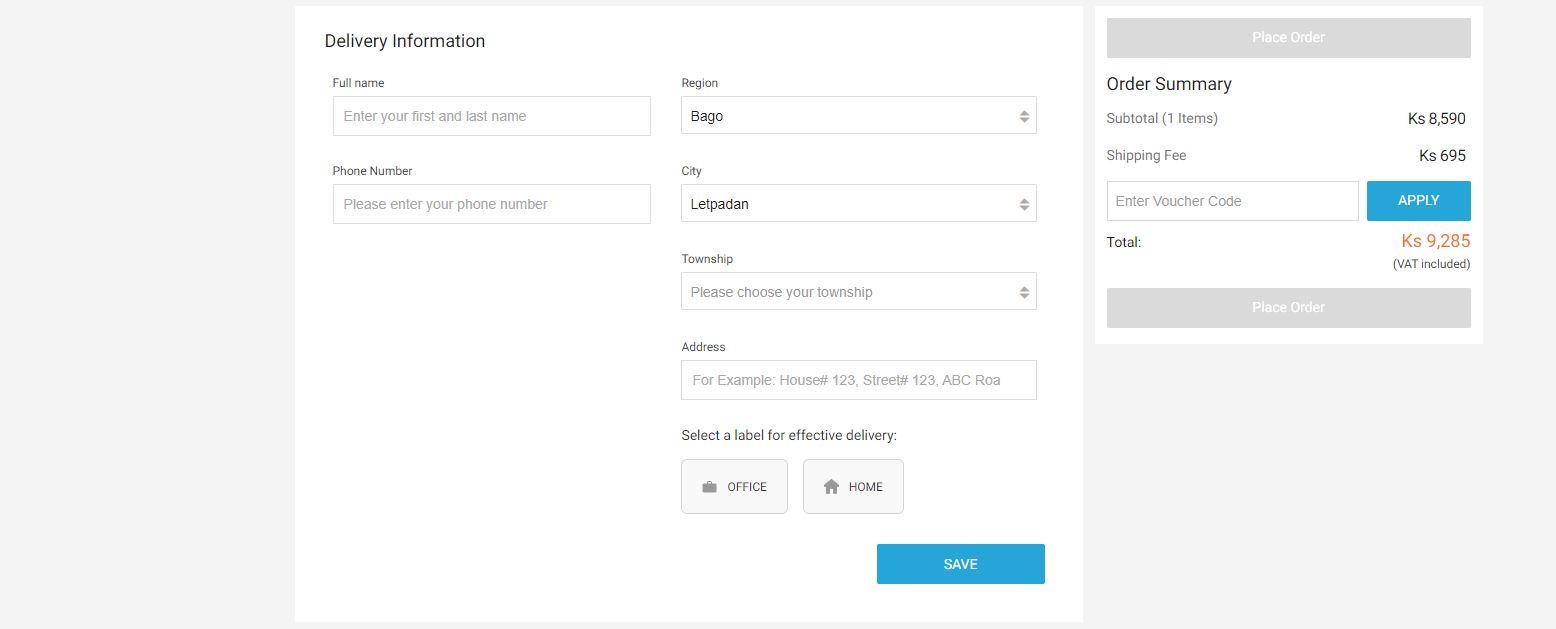 Delivery Information
Full name
Enter your first and last name
Phone Number
Please enter your phone number
Region
Bago
City
Letpadan
Township
Please choose your township
Address
For Example: House# 123, Street# 123, ABC Roa
Select a label for effective delivery:
OFFICE HOME
SAVE
Place Order
Order Summary
Subtotal (1 Items) Ks 8,590
Shipping Fee Ks 695
Enter Voucher Code APPLY
Total: Ks 9,285
(VAT included)
Place Order